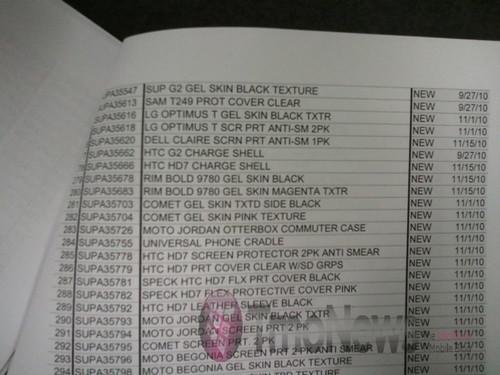 SUPA35547 SUP G2 GEL SKIN BLACK TEXTURE NEW 9/27/10
SUPA35613 SAM T249 PROT COVER CLEAR NEW 9/27/10
SUPA35616 LG OPTIMUS T GEL SKIN BLACK TXTR NEW 11/1/10
SUPA35618 LG OPTIMUS T SCR PRT ANTI-SM 2PK NEW 11/1/10
SUPA35620 DELL CLAIRE SCRN PRT ANTI-SM 1PK NEW 11/15/10
SUPA35662 HTC G2 CHARGE SHELL NEW 9/27/10
SUPA35666 HTC HD7 CHARGE SHELL NEW 11/15/10
279 SUPA35678 RIM BOLD 9780 GEL SKIN BLACK NEW 11/15/10
280 SUPA35683 RIM BOLD 9780 GEL SKIN MAGENTA TXTR NEW 11/15/10
281 SUPA35703 COMET GEL SKIN TXTD SIDE BLACK NEW 11/1/10
282 SUPA35704 COMET GEL SKIN PINK TEXTURE NEW 11/1/10
283 SUPA35726 MOTO JORDAN OTTERBOX COMMUTER CASE NEW 11/1/10
284 SUPA35755 UNIVERSAL PHONE CRADLE NEW 11/1/10
285 SUPA35778 HTC HD7 SCREEN PROTECTOR 2PK ANTI SMEAR NEW 11/1/10
286 SUPA35779 HTC HD7 PRT COVER CLEAR W/SD GRPS NEW 11/1/10
287 SUPA35781 SPECK HTC HD7 FLX PRT COVER BLACK NEW 11/1/10
288 SUPA35782 SPECK HTC HD7 PROTECTIVE COVER PINK NEW 11/1/10
289 SUPA35792 HTC HD7 LEATHER SLEEVE BLACK NEW 11/1/10
290 SUPA35793 MOTO JORDAN GEL SKIN BLACK TXTR NEW 11/1/10
291 SUPA35794 MOTO JORDAN SCRN PRT 2 PK NEW 11/1/10
292 SUPA35795 COMET SCREEN PRT. 2 PK 11/1/10
293 SUPA35796 MOTO BEGONIA SCREEN PRT 2 PK ANTI SMEAR NEW 11/1/10
294 SUPA35798 MOTO BEGONIA GEL SKIN BLACK TEXTURE NEW 11/1/10
TmoNews